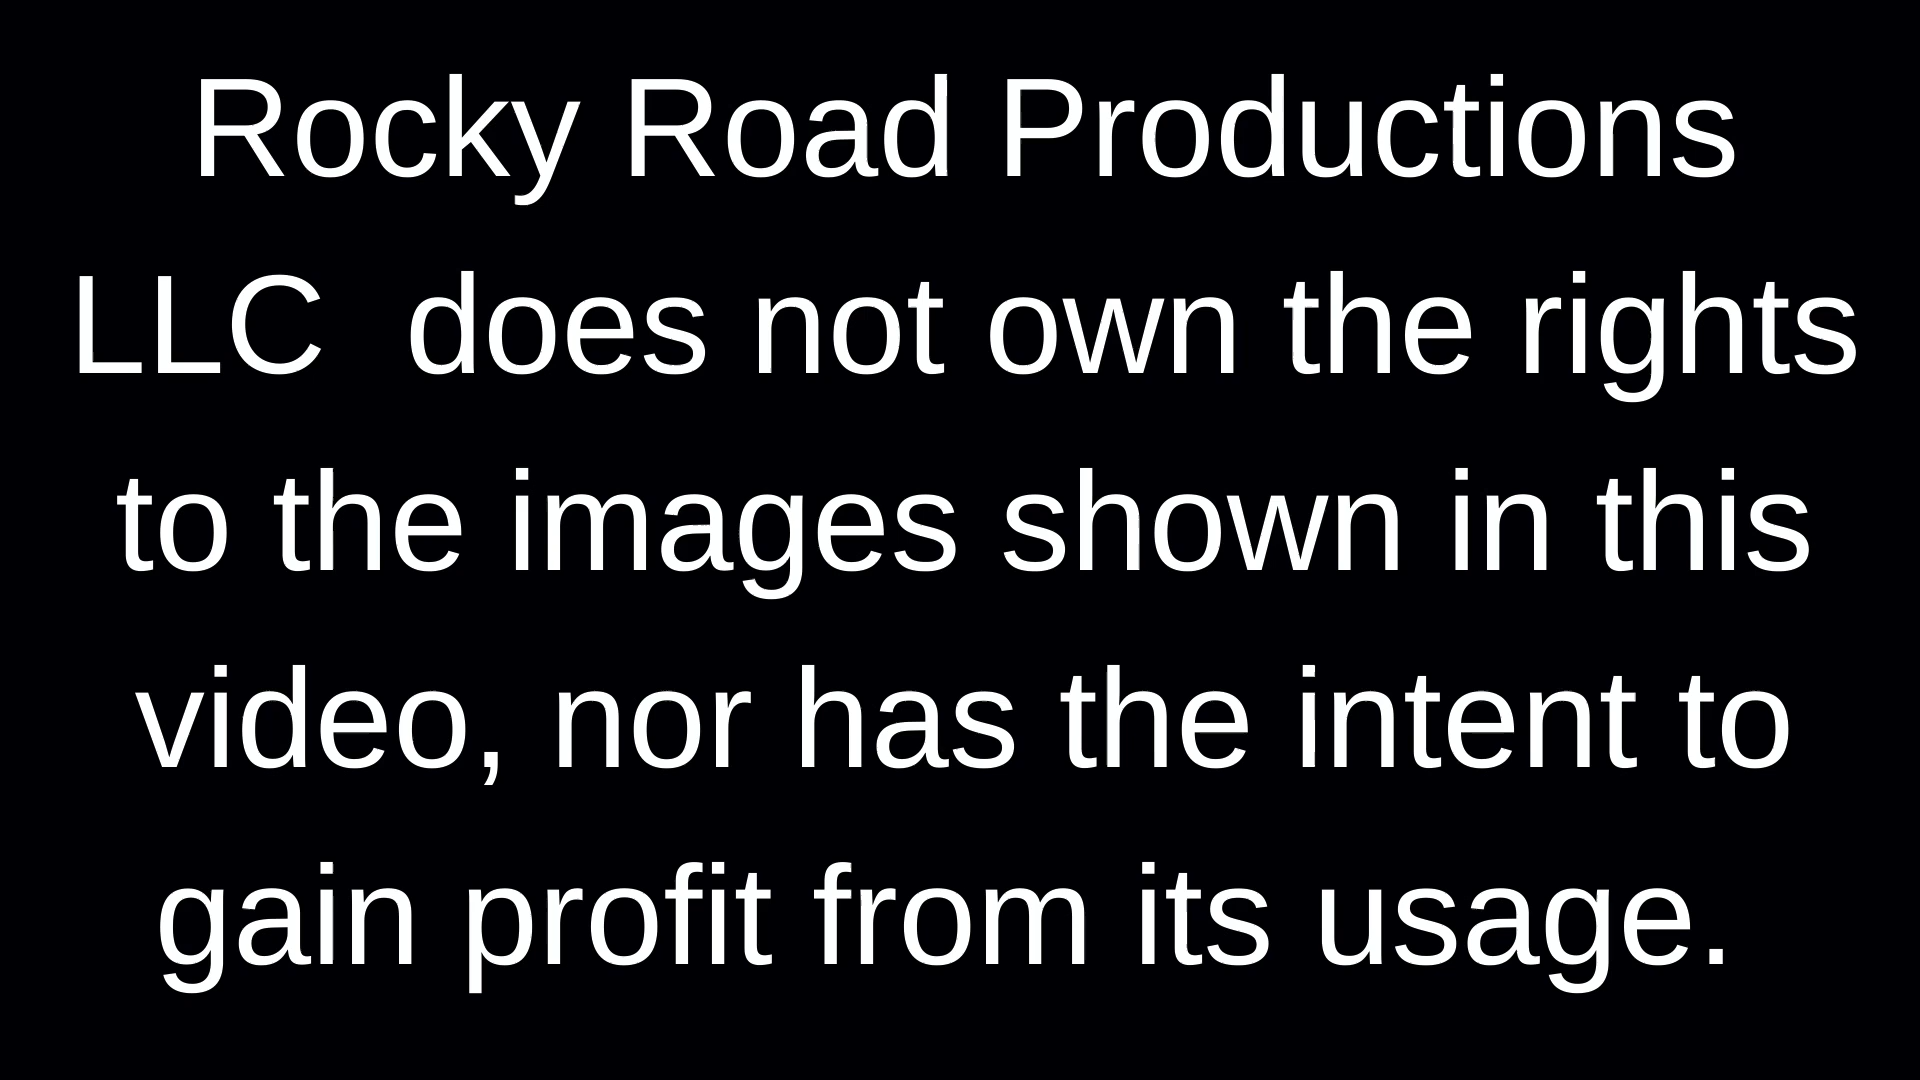 Rocky Road Productions
LLC  does not own the rights
to the images shown in this
video, nor has the intent to
gain profit from its usage.